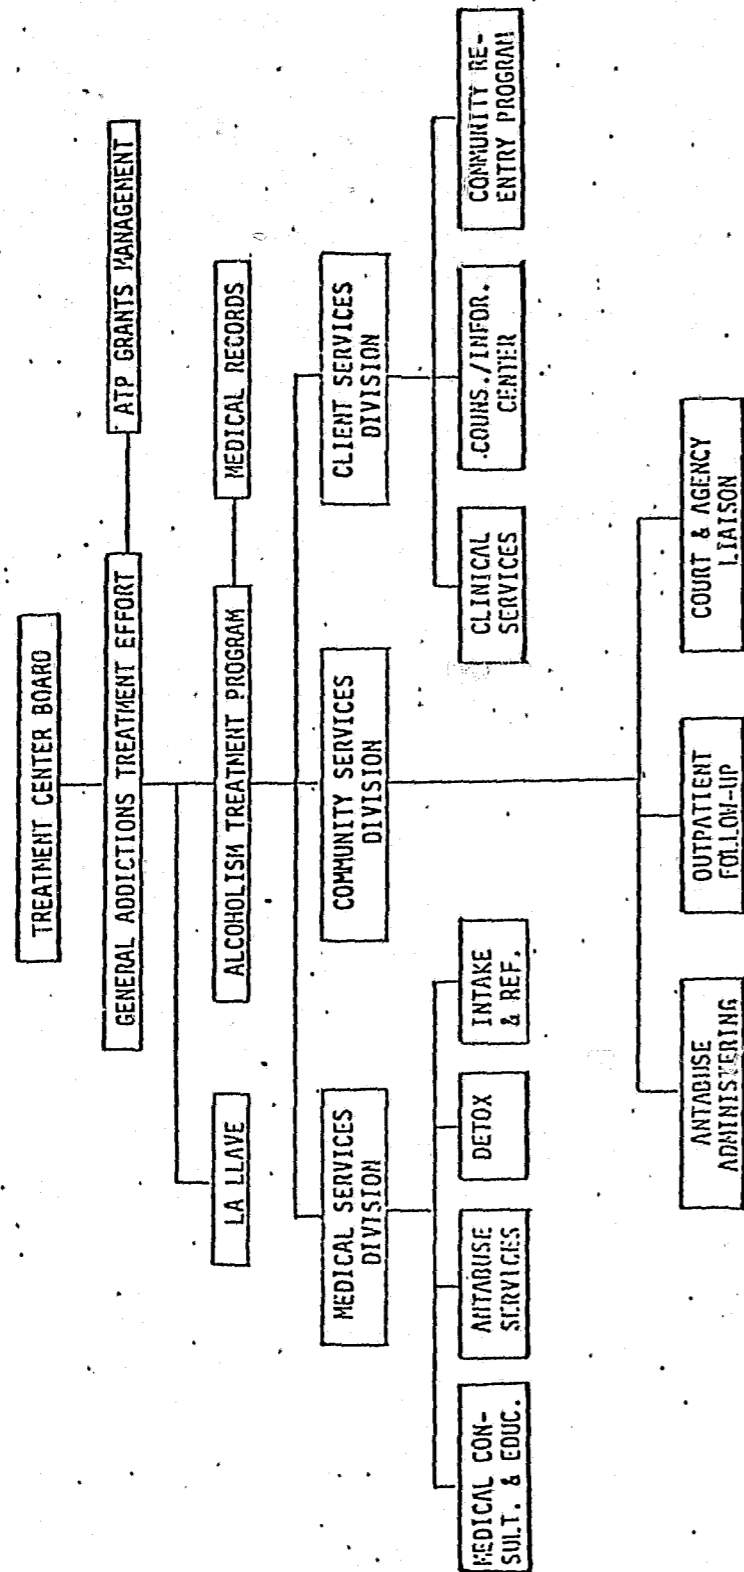 TREATMENT CENTER BOARD
GENERAL ADDICTIONS TREATMENT EFFORT
ATP GRANTS MANAGEMENT
LA LLAVE
ALCOHOLISM TREATMENT PROGRAM
MEDICAL RECORDS
MEDICAL SERVICES
DIVISION
COMMUNITY SERVICES
DIVISION
CLIENT SERVICES
DIVISION
MEDICAL CON-
SULT. & EDUC.
ANTABUSE
SERVICES
DETOX
INTAKE
& REF.
CLINICAL
SERVICES
COUNS./INFOR.
CENTER
COMMUNITY RE-
ENTRY PROGRAM
ANTABUSE
ADMINISTERING
OUTPATIENT
FOLLOW-UP
COURT & AGENCY
LIAISON